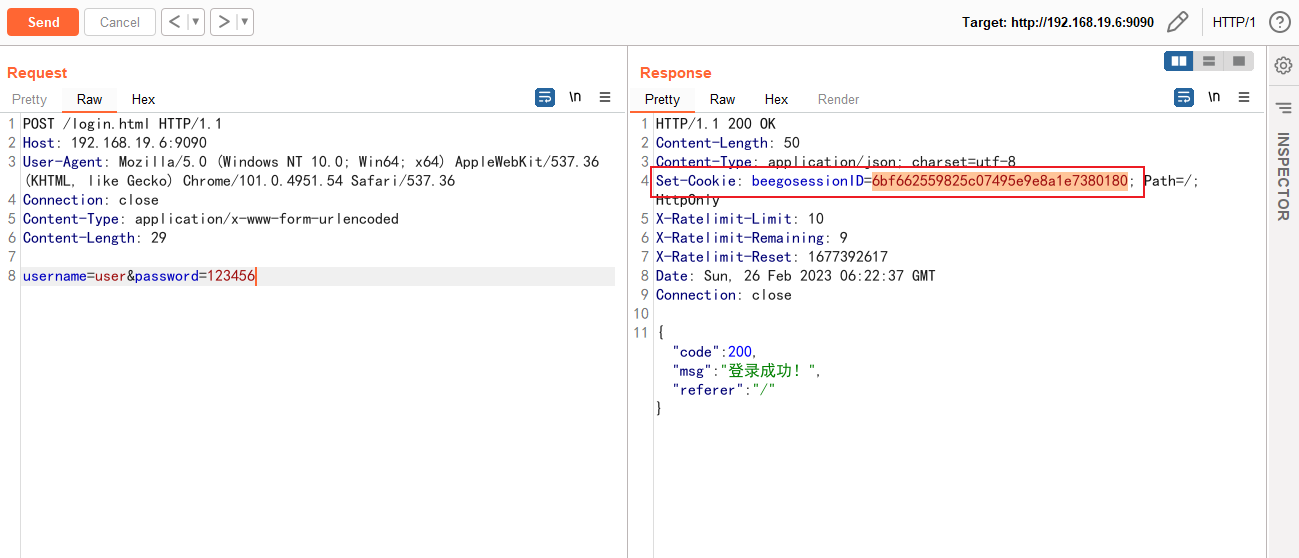 Send Cancel < ▼ > ▼ Target: http://192.168.19.6:9090 HTTP/1 ?
Request
Pretty Raw Hex \n ≡
1 POST /login.html HTTP/1.1
2 Host: 192.168.19.6:9090
3 User-Agent: Mozilla/5.0 (Windows NT 10.0; Win64; x64) AppleWebKit/537.36
(KHTML, like Gecko) Chrome/101.0.4951.54 Safari/537.36
4 Connection: close
5 Content-Type: application/x-www-form-urlencoded
6 Content-Length: 29
7
8 username=user&password=123456
Response
Pretty Raw Hex Render \n ≡
1 HTTP/1.1 200 OK
2 Content-Length: 50
3 Content-Type: application/json; charset=utf-8
4 Set-Cookie: beegosessionID=6bf662559825c07495e9e8a1e7380180; Path=/;
HttpOnly
5 X-Ratelimit-Limit: 10
6 X-Ratelimit-Remaining: 9
7 X-Ratelimit-Reset: 1677392617
8 Date: Sun, 26 Feb 2023 06:22:37 GMT
9 Connection: close
10
11 {
"code":200,
"msg":"登录成功！",
"referer":"/"
}
INSPECTOR